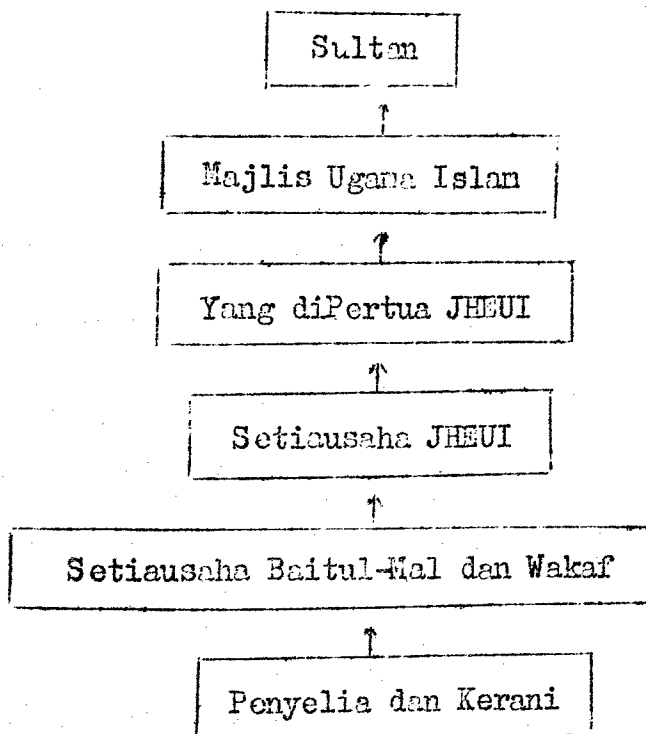 Sultan
Majlis Ugama Islam
Yang diPertua JHEUI
Setiausaha JHEUI
Setiausaha Baitul-Mal dan Wakaf
Penyelia dan Kerani